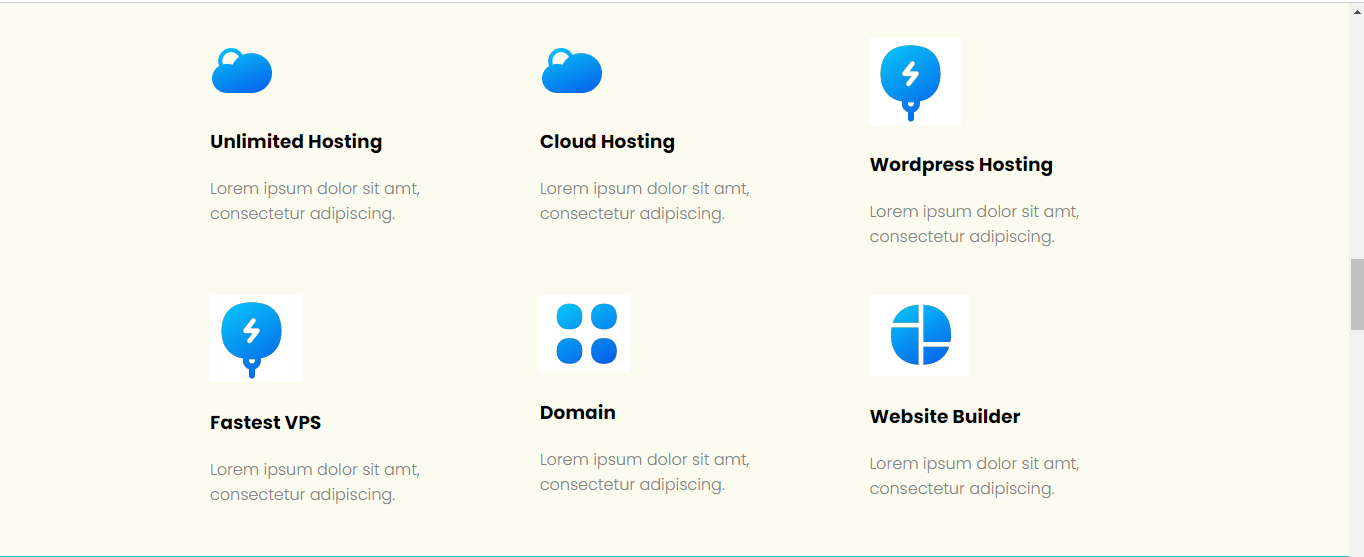 Unlimited Hosting
Lorem ipsum dolor sit amt,
consectetur adipiscing.
Cloud Hosting
Lorem ipsum dolor sit amt,
consectetur adipiscing.
Wordpress Hosting
Lorem ipsum dolor sit amt,
consectetur adipiscing.
Fastest VPS
Lorem ipsum dolor sit amt,
consectetur adipiscing.
Domain
Lorem ipsum dolor sit amt,
consectetur adipiscing.
Website Builder
Lorem ipsum dolor sit amt,
consectetur adipiscing.